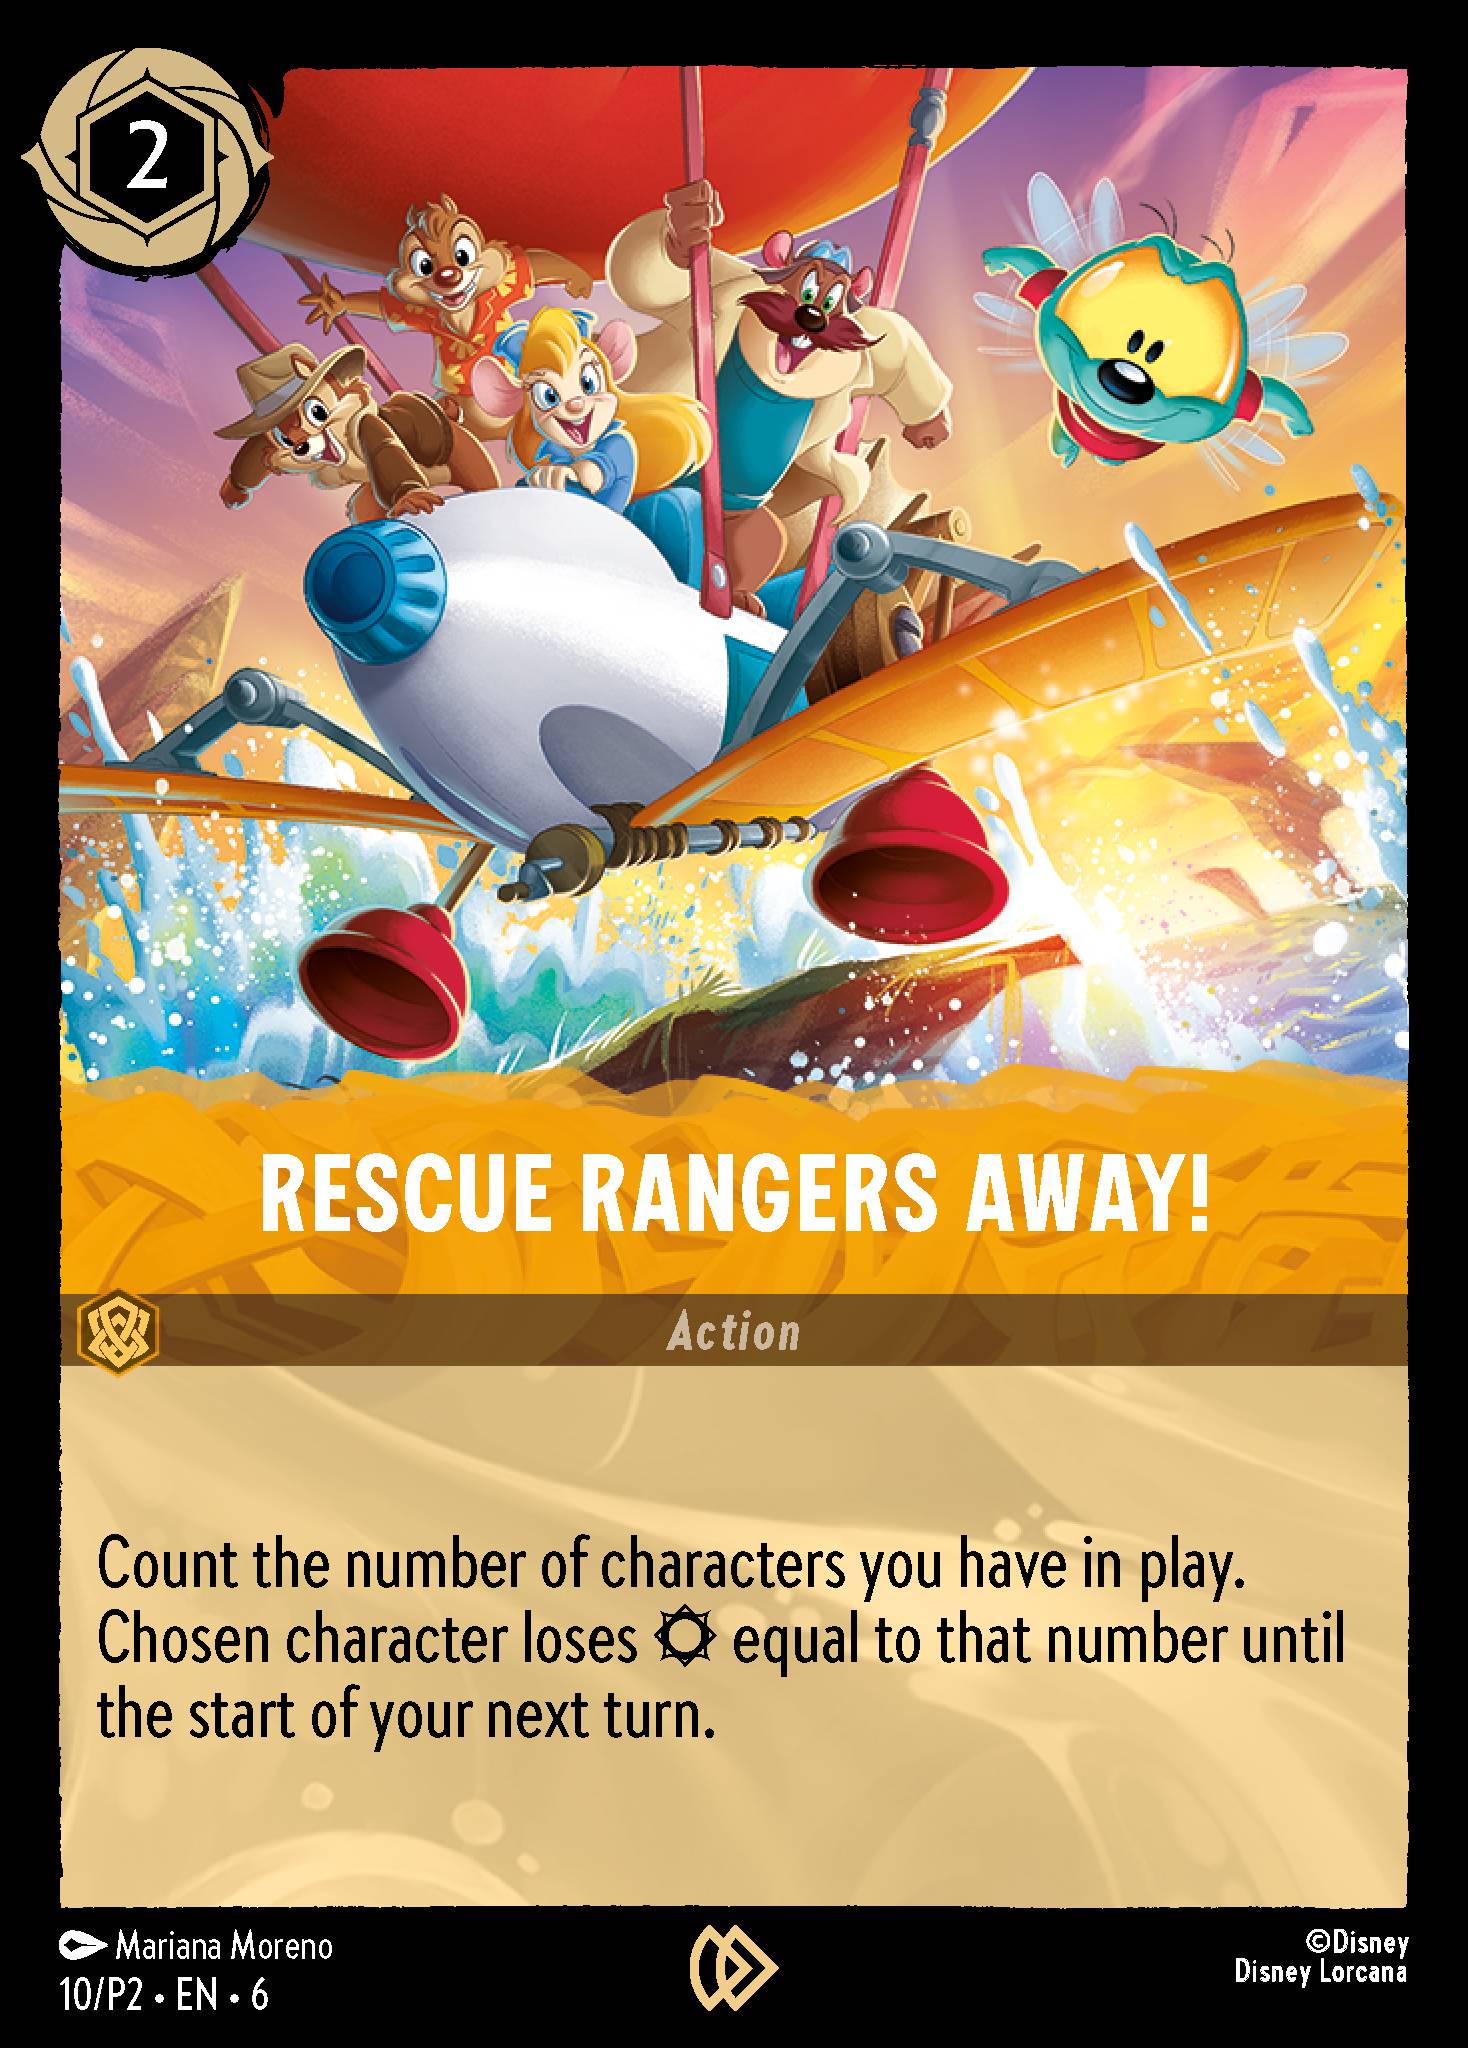 2
RESCUE RANGERS AWAY!
Action
Count the number of characters you have in play.
Chosen character loses ⛭ equal to that number until
the start of your next turn.
Mariana Moreno
10/P2 • EN • 6
©Disney
Disney Lorcana